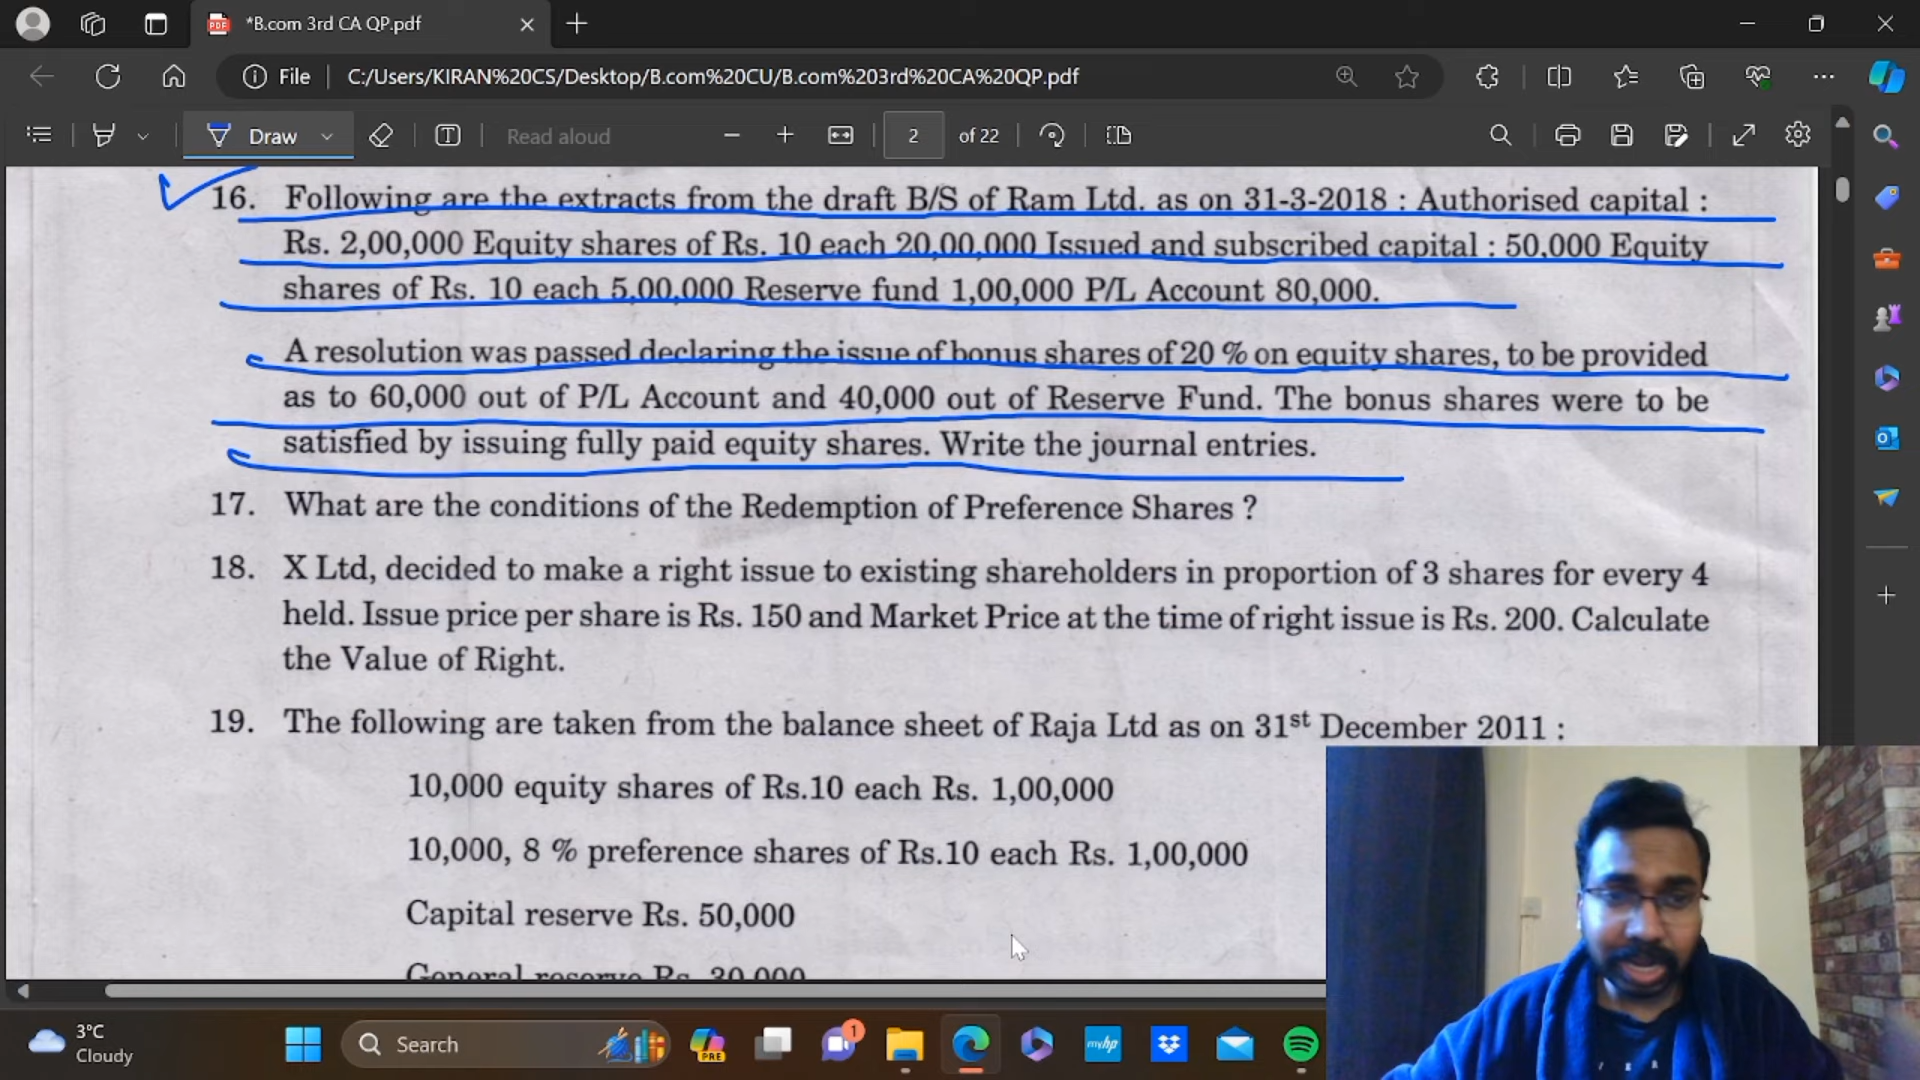 *B.com 3rd CA QP.pdf
File
C:/Users/KIRAN%20CS/Desktop/B.com%20CU/B.com%203rd%20CA%20QP.pdf
Draw
Read aloud
2
of 22
16. Following are the extracts from the draft B/S of Ram Ltd. as on 31-3-2018 : Authorised capital :
Rs. 2,00,000 Equity shares of Rs. 10 each 20,00,000 Issued and subscribed capital : 50,000 Equity
shares of Rs. 10 each 5,00,000 Reserve fund 1,00,000 P/L Account 80,000.
A resolution was passed declaring the issue of bonus shares of 20 % on equity shares, to be provided
as to 60,000 out of P/L Account and 40,000 out of Reserve Fund. The bonus shares were to be
satisfied by issuing fully paid equity shares. Write the journal entries.
17. What are the conditions of the Redemption of Preference Shares ?
18. X Ltd, decided to make a right issue to existing shareholders in proportion of 3 shares for every 4
held. Issue price per share is Rs. 150 and Market Price at the time of right issue is Rs. 200. Calculate
the Value of Right.
19. The following are taken from the balance sheet of Raja Ltd as on 31st December 2011 :
10,000 equity shares of Rs.10 each Rs. 1,00,000
10,000, 8 % preference shares of Rs.10 each Rs. 1,00,000
Capital reserve Rs. 50,000
General reserve Rs. 30,000
3°C
Cloudy
Search
PRE
1
myhp